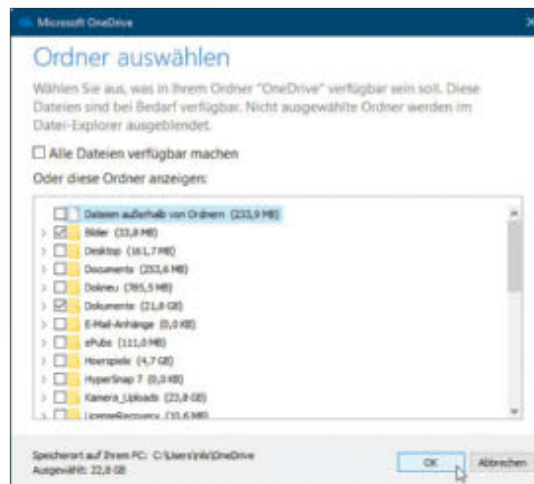 Microsoft OneDrive
Ordner auswählen
Wählen Sie aus, was in Ihrem Ordner "OneDrive" verfügbar sein soll. Diese
Dateien sind bei Bedarf verfügbar. Nicht ausgewählte Ordner werden im
Datei-Explorer ausgeblendet.
Alle Dateien verfügbar machen
Oder diese Ordner anzeigen:
Dateien außerhalb von Ordnern (233,9 MB)
Bilder (33,8 MB)
Desktop (161,7 MB)
Documents (253,6 MB)
Dokneu (785,5 MB)
Dokumente (21,8 GB)
E-Mail-Anhänge (0,0 KB)
ePubs (111,0 MB)
Hoerspiele (4,7 GB)
HyperSnap 7 (0,0 KB)
Kamera_Uploads (23,8 GB)
LicenseRecovery (10,6 MB)
Speicherort auf Ihrem PC: C:\Users\nils\OneDrive
Ausgewählt: 22,8 GB
OK
Abbrechen